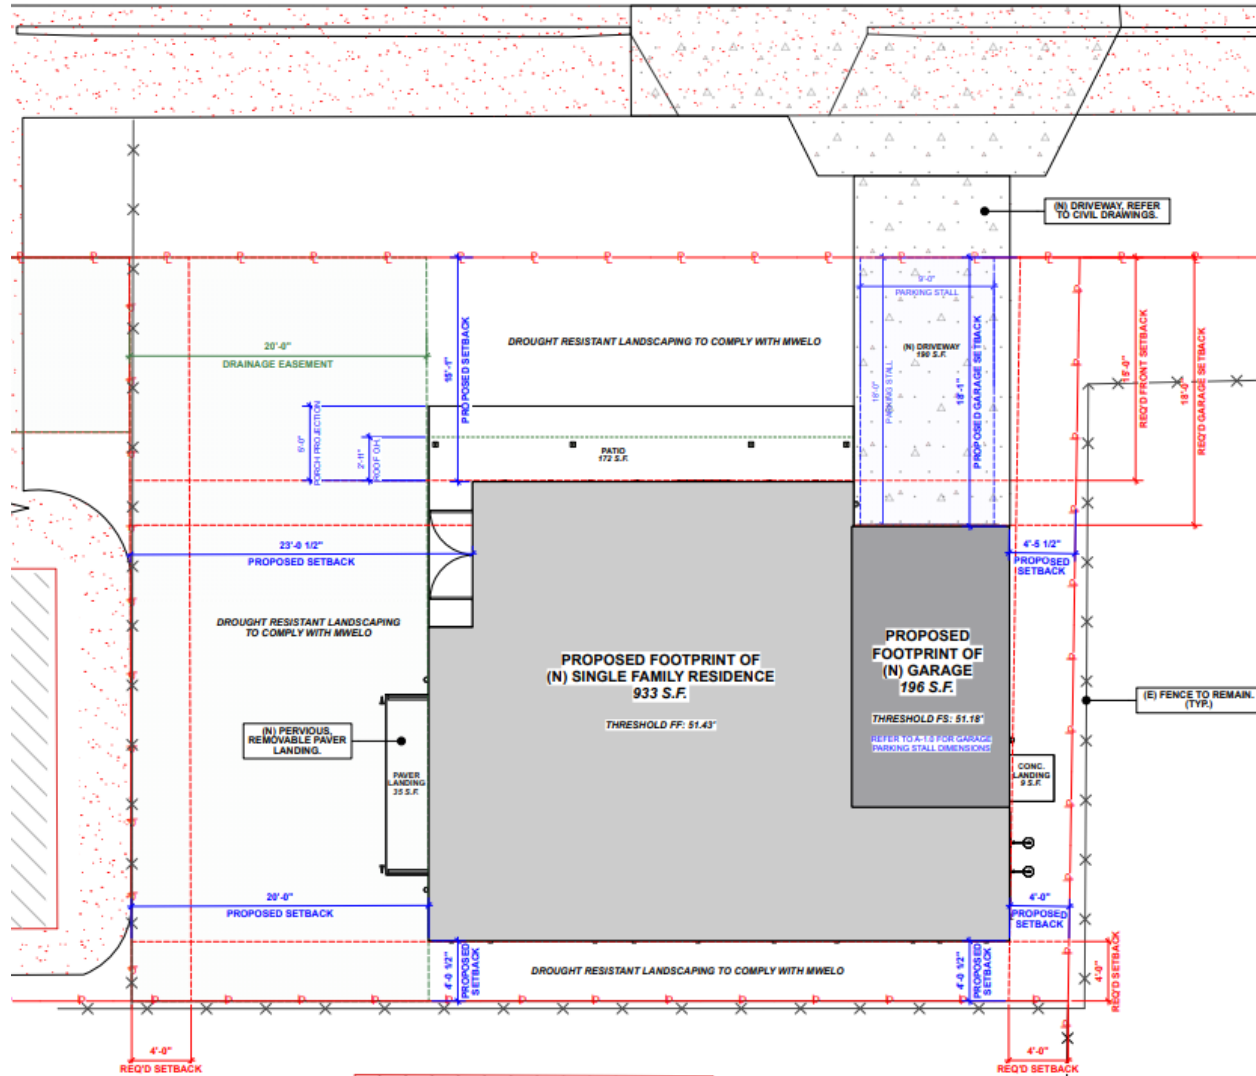 (N) DRIVEWAY, REFER
TO CIVIL DRAWINGS.
9'-0"
PARKING STALL
DROUGHT RESISTANT LANDSCAPING TO COMPLY WITH MWELO
(N) DRIVEWAY
190 S.F.
20'-0"
DRAINAGE EASEMENT
15'-1"
PROPOSED SETBACK
18'-0"
PARKING STALL
18'-1"
PROPOSED GARAGE SETBACK
15'-0"
REQ'D FRONT SETBACK
18'-0"
REQ'D GARAGE SETBACK
PORCH PROJECTION
2'-11"
ROOF O.H.
PATIO
172 S.F.
23'-0 1/2"
PROPOSED SETBACK
4'-5 1/2"
PROPOSED
SETBACK
DROUGHT RESISTANT LANDSCAPING
TO COMPLY WITH MWELO
PROPOSED FOOTPRINT OF
(N) SINGLE FAMILY RESIDENCE
933 S.F.
THRESHOLD FF: 51.43'
PROPOSED
FOOTPRINT OF
(N) GARAGE
196 S.F.
THRESHOLD FS: 51.18'
REFER TO A-1.0 FOR GARAGE
PARKING STALL DIMENSIONS
(E) FENCE TO REMAIN.
(TYP.)
(N) PERVIOUS,
REMOVABLE PAVER
LANDING.
PAVER
LANDING
35 S.F.
CONC.
LANDING
9 S.F.
20'-0"
PROPOSED SETBACK
4'-0"
PROPOSED
SETBACK
4'-0 1/2"
PROPOSED
SETBACK
DROUGHT RESISTANT LANDSCAPING TO COMPLY WITH MWELO
4'-0 1/2"
PROPOSED
SETBACK
4'-0"
REQ'D SETBACK
4'-0"
REQ'D SETBACK
4'-0"
REQ'D SETBACK